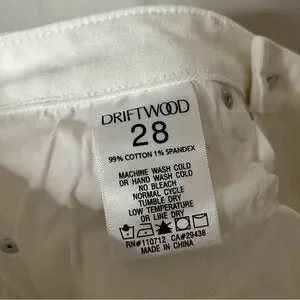 DRIFTWOOD
28
99% COTTON 1% SPANDEX
MACHINE WASH COLD
OR HAND WASH COLD
NO BLEACH
NORMAL CYCLE
TUMBLE DRY
LOW TEMPERATURE
OR LINE DRY
RN#110712 CA#29438
MADE IN CHINA